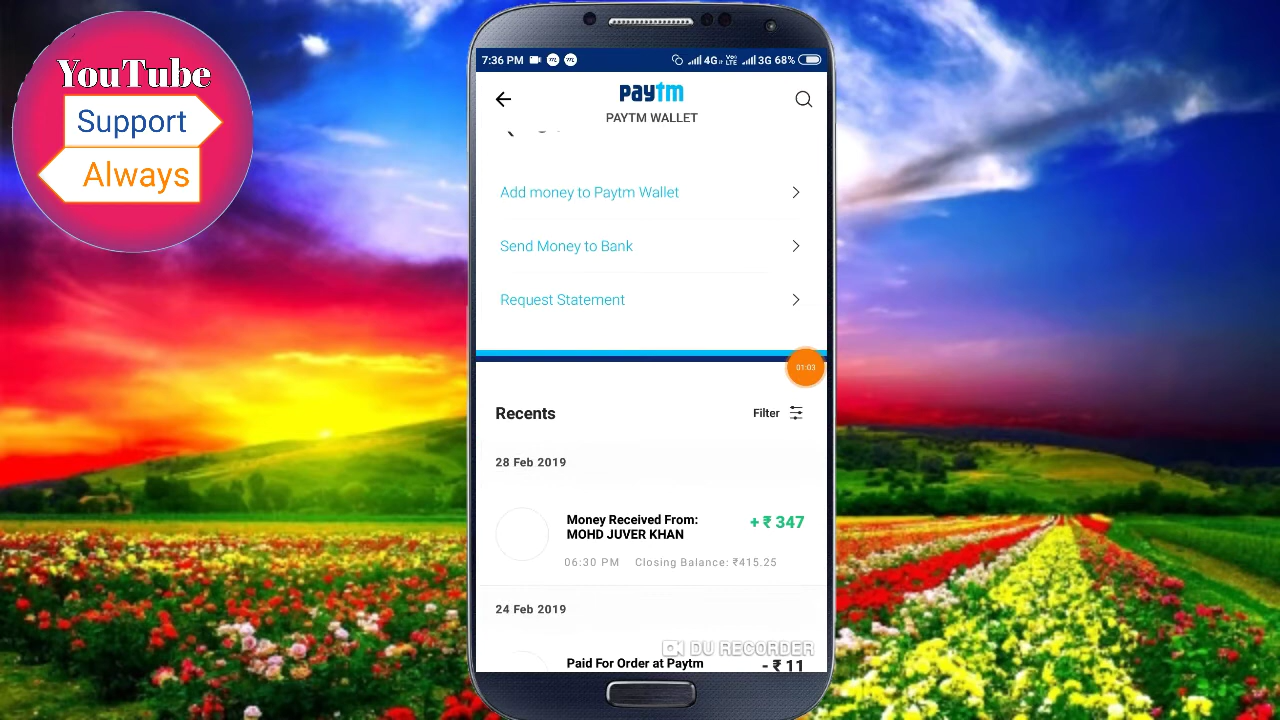 YouTube
Support
Always
7:36 PM
4G
VoLTE
3G 68%
paytm
PAYTM WALLET
Add money to Paytm Wallet
Send Money to Bank
Request Statement
01:03
Recents
Filter
28 Feb 2019
Money Received From:
MOHD JUVER KHAN
+ ₹ 347
06:30 PM
Closing Balance: ₹415.25
24 Feb 2019
DU RECORDER
Paid For Order at Paytm
- ₹ 11